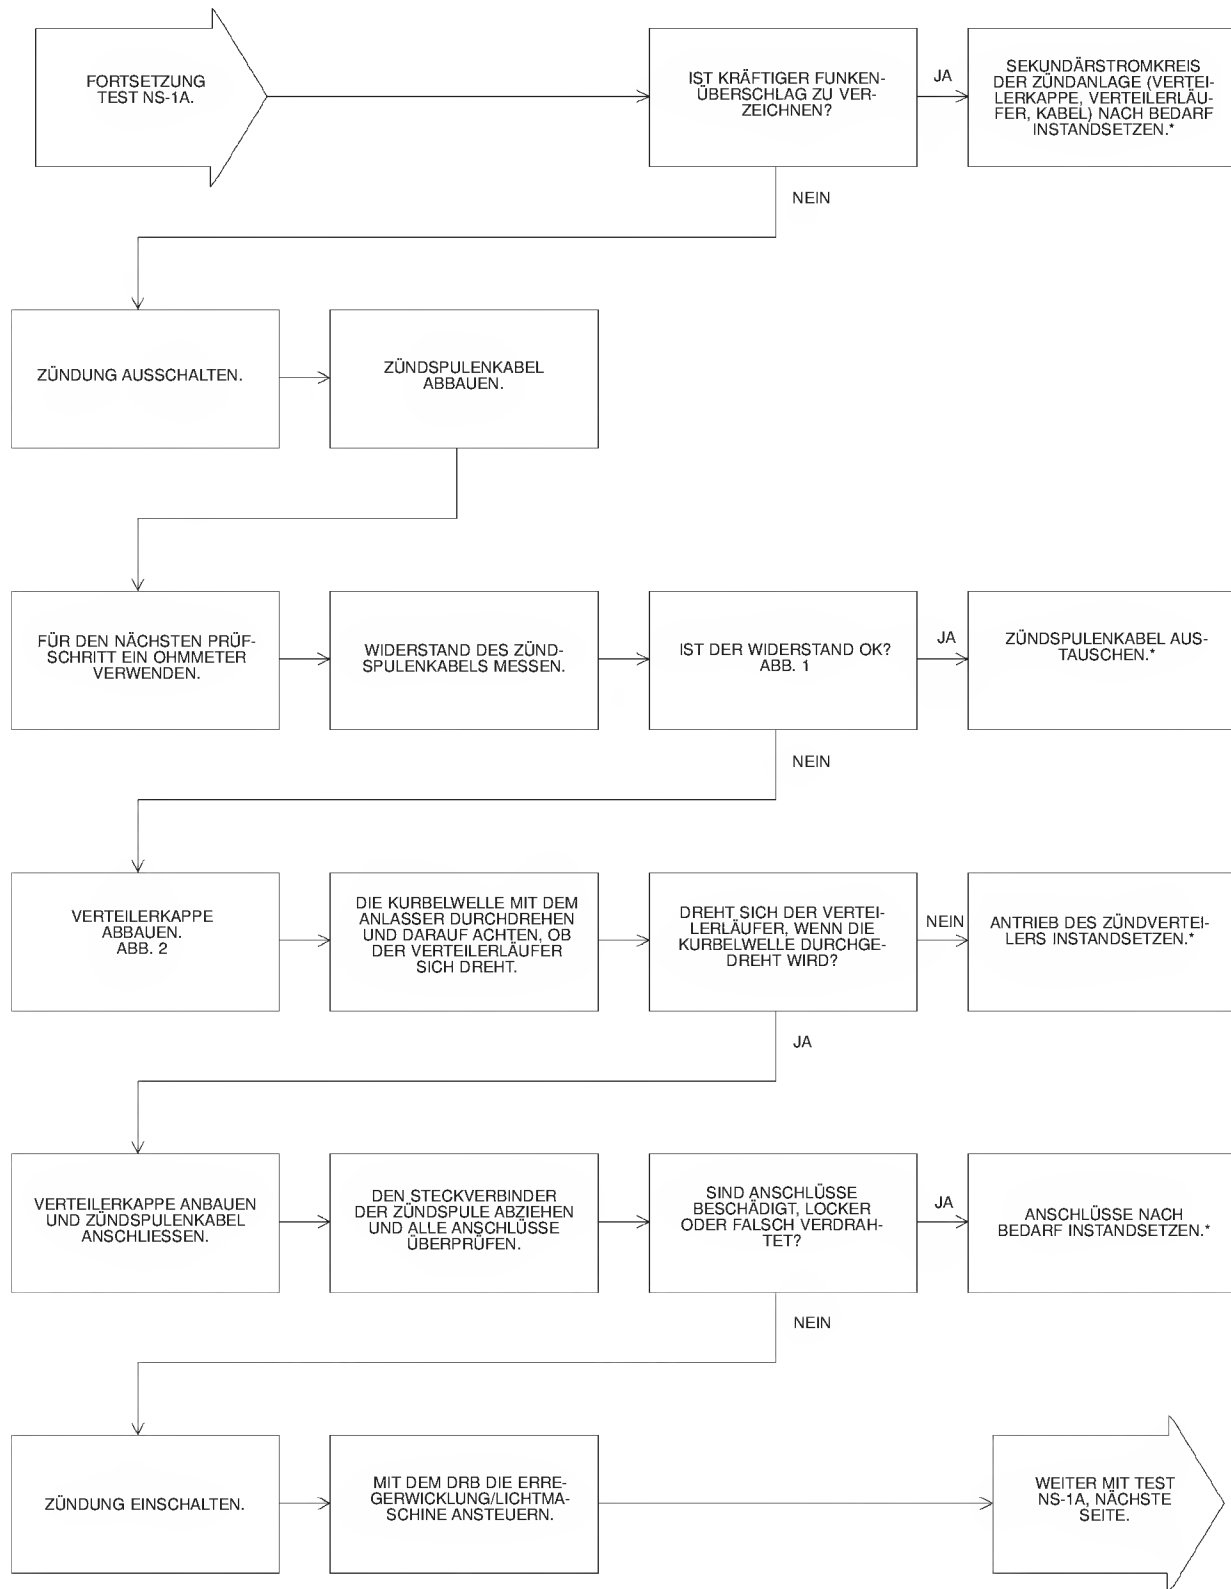 FORTSETZUNG
TEST NS-1A.
IST KRÄFTIGER FUNKEN-
ÜBERSCHLAG ZU VER-
ZEICHNEN?
JA
SEKUNDÄRSTROMKREIS
DER ZÜNDANLAGE (VERTEI-
LERKAPPE, VERTEILERLÄU-
FER, KABEL) NACH BEDARF
INSTANDSETZEN.*
NEIN
ZÜNDUNG AUSSCHALTEN.
ZÜNDSPULENKABEL
ABBAUEN.
FÜR DEN NÄCHSTEN PRÜF-
SCHRITT EIN OHMMETER
VERWENDEN.
WIDERSTAND DES ZÜND-
SPULENKABELS MESSEN.
IST DER WIDERSTAND OK?
ABB. 1
JA
ZÜNDSPULENKABEL AUS-
TAUSCHEN.*
NEIN
VERTEILERKAPPE
ABBAUEN.
ABB. 2
DIE KURBELWELLE MIT DEM
ANLASSER DURCHDREHEN
UND DARAUF ACHTEN, OB
DER VERTEILERLÄUFER
SICH DREHT.
DREHT SICH DER VERTEI-
LERLÄUFER, WENN DIE
KURBELWELLE DURCHGE-
DREHT WIRD?
NEIN
ANTRIEB DES ZÜNDVERTEI-
LERS INSTANDSETZEN.*
JA
VERTEILERKAPPE ANBAUEN
UND ZÜNDSPULENKABEL
ANSCHLIESSEN.
DEN STECKVERBINDER
DER ZÜNDSPULE ABZIEHEN
UND ALLE ANSCHLÜSSE
ÜBERPRÜFEN.
SIND ANSCHLÜSSE
BESCHÄDIGT, LOCKER
ODER FALSCH VERDRAH-
TET?
JA
ANSCHLÜSSE NACH
BEDARF INSTANDSETZEN.*
NEIN
ZÜNDUNG EINSCHALTEN.
MIT DEM DRB DIE ERRE-
GERWICKLUNG/LICHTMA-
SCHINE ANSTEUERN.
WEITER MIT TEST
NS-1A, NÄCHSTE
SEITE.